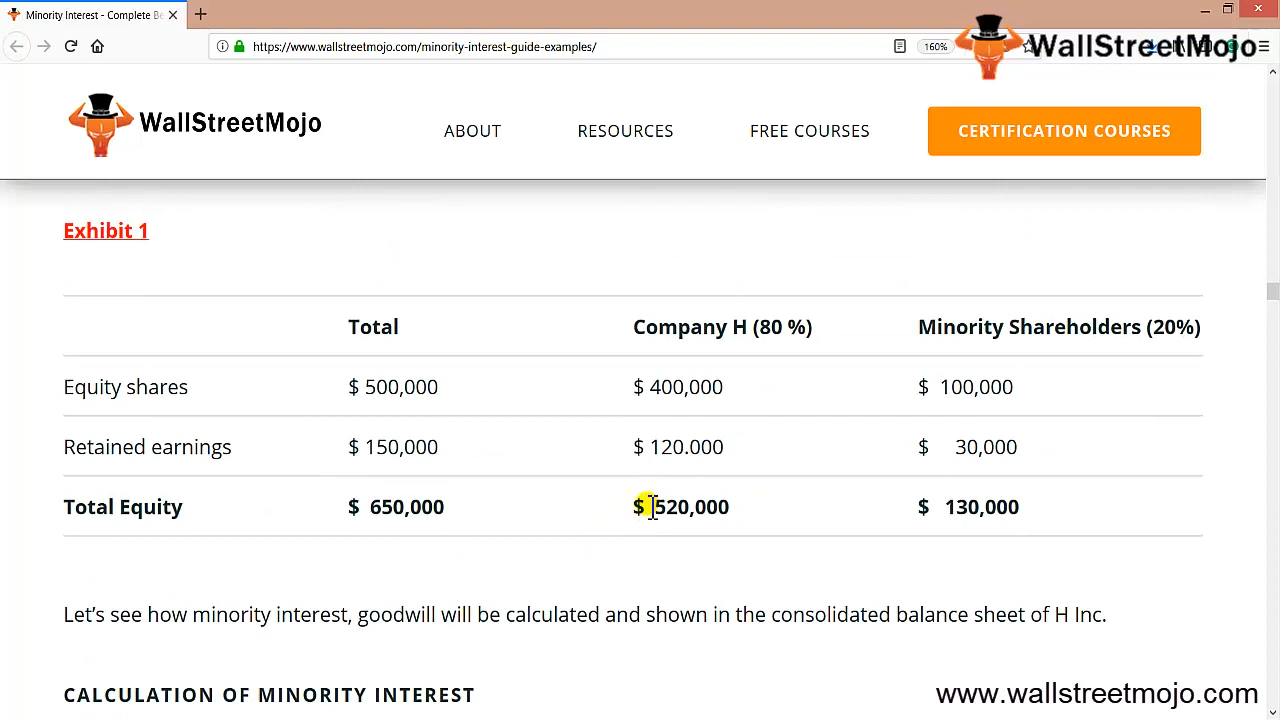 Minority Interest - Complete Be
https://www.wallstreetmojo.com/minority-interest-guide-examples/
160%
WallStreetMojo
WallStreetMojo
ABOUT
RESOURCES
FREE COURSES
CERTIFICATION COURSES
Exhibit 1
Total Company H (80 %) Minority Shareholders (20%)
Equity shares $ 500,000 $ 400,000 $ 100,000
Retained earnings $ 150,000 $ 120.000 $ 30,000
Total Equity $ 650,000 $ 520,000 $ 130,000
Let’s see how minority interest, goodwill will be calculated and shown in the consolidated balance sheet of H Inc.
CALCULATION OF MINORITY INTEREST
www.wallstreetmojo.com